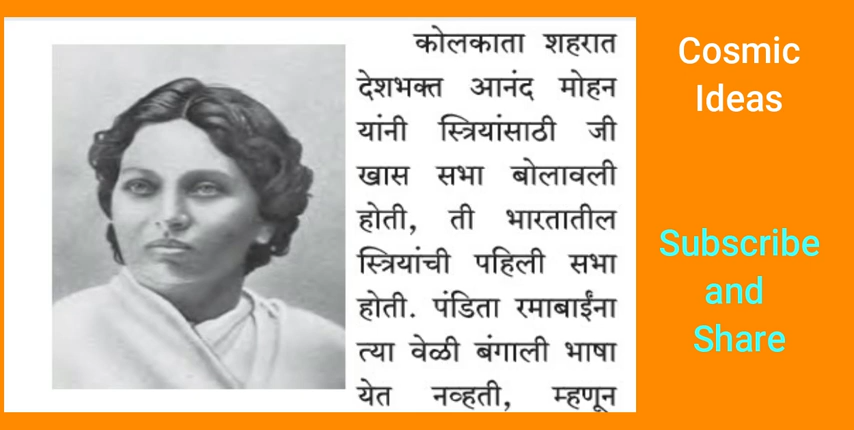 कोलकाता शहरात
देशभक्त आनंद मोहन
यांनी स्त्रियांसाठी जी
खास सभा बोलावली
होती, ती भारतातील
स्त्रियांची पहिली सभा
होती. पंडिता रमाबाईंना
त्या वेळी बंगाली भाषा
येत नव्हती, म्हणून
Cosmic
Ideas
Subscribe
and
Share